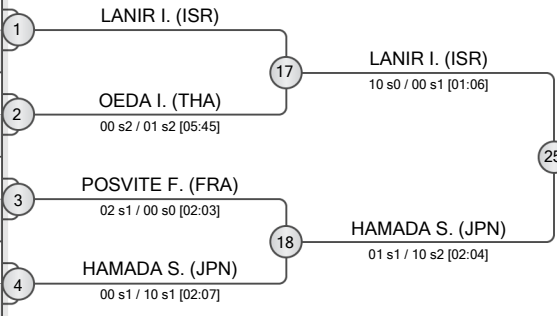 LANIR I. (ISR)
1
LANIR I. (ISR)
17
10 s0 / 00 s1 [01:06]
OEDA I. (THA)
2
00 s2 / 01 s2 [05:45]
25
POSVITE F. (FRA)
3
02 s1 / 00 s0 [02:03]
HAMADA S. (JPN)
18
01 s1 / 10 s2 [02:04]
HAMADA S. (JPN)
4
00 s1 / 10 s1 [02:07]